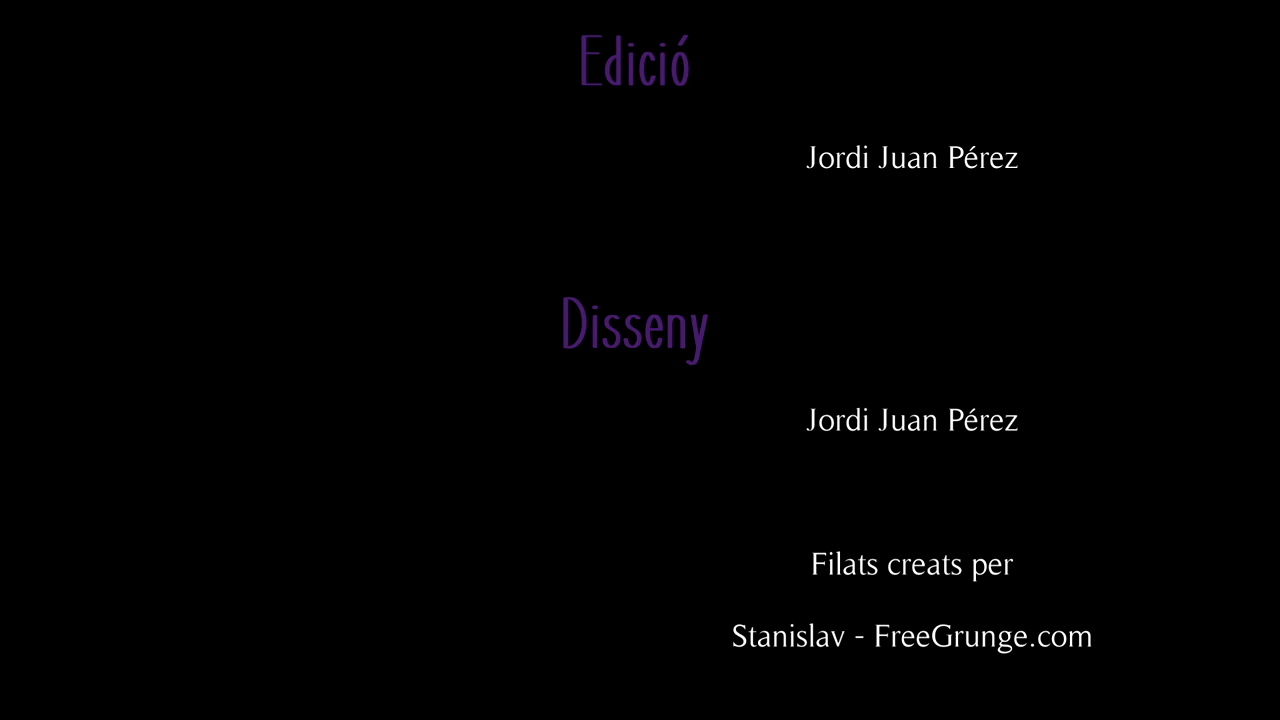 Edició
Jordi Juan Pérez
Disseny
Jordi Juan Pérez
Filats creats per
Stanislav - FreeGrunge.com